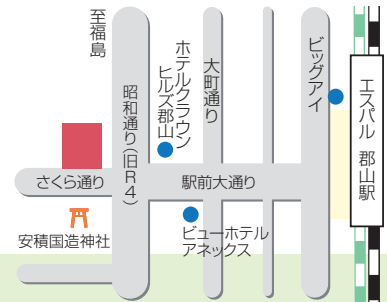 至福島
昭和通り(旧R4)
ホテルクラウン
ヒルズ郡山
大町通り
ビッグアイ
エスパル 郡山駅
さくら通り
駅前大通り
安積国造神社
ビューホテル
アネックス